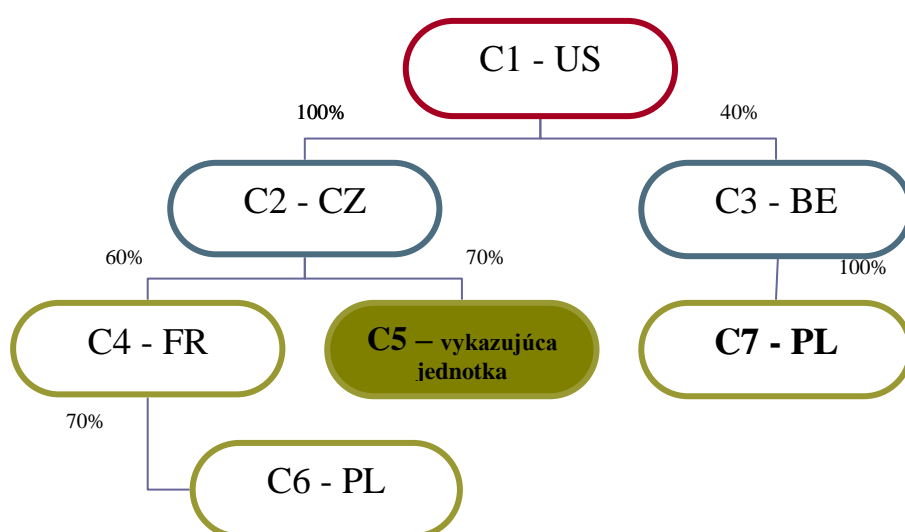 C1 - US
100%
40%
C2 - CZ
C3 - BE
60%
70%
100%
C4 - FR
C5 – vykazujúca
jednotka
C7 - PL
70%
C6 - PL